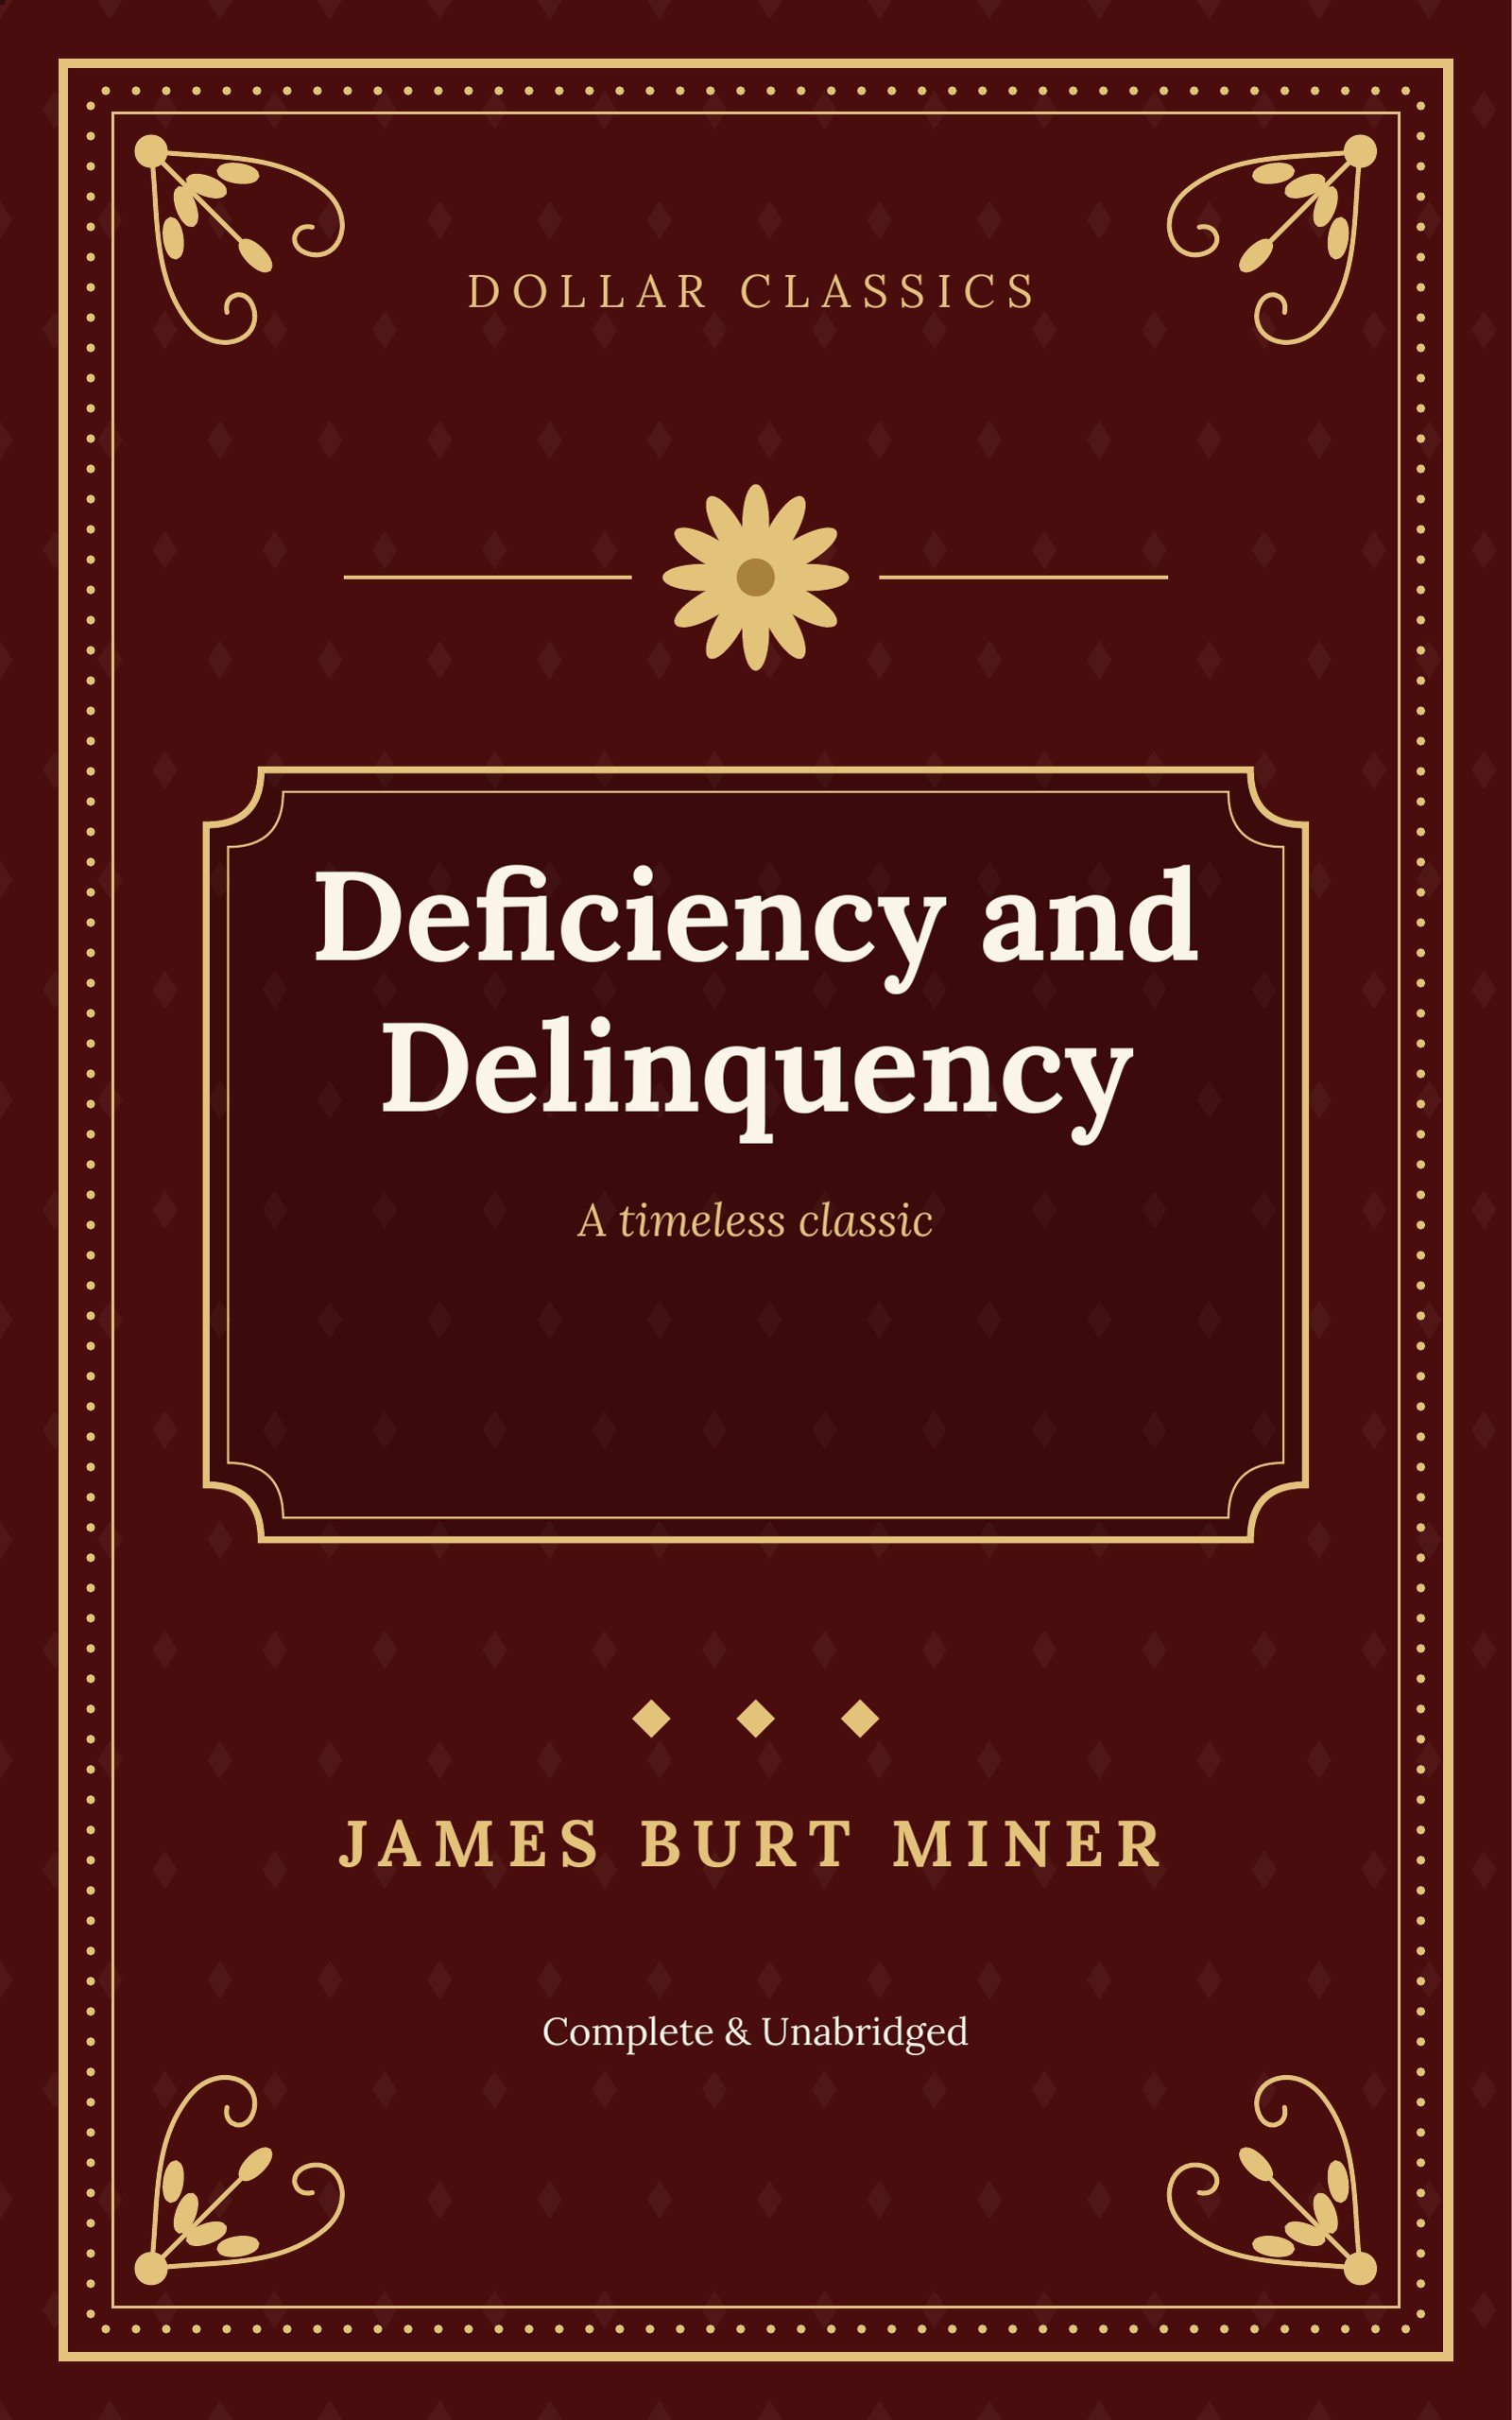 DOLLAR CLASSICS
Deficiency and
Delinquency
A timeless classic
JAMES BURT MINER
Complete & Unabridged